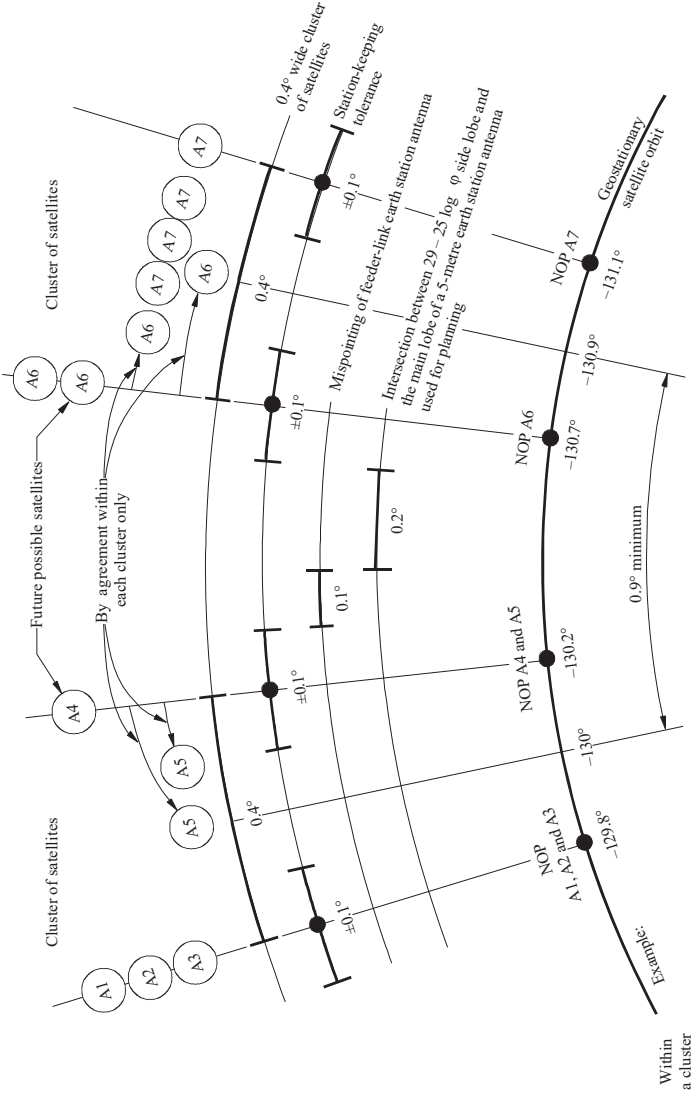 Cluster of satellites
Cluster of satellites
Future possible satellites
By agreement within
each cluster only
A1
A2
A3
A5
A5
A4
A6
A6
A6
A6
A7
A7
A7
A7
0.4°
0.4°
0.4° wide cluster
of satellites
±0.1°
±0.1°
±0.1°
±0.1°
Station-keeping
tolerance
0.1°
Mispointing of feeder-link earth station antenna
0.2°
Intersection between 29 – 25 log φ side lobe and
the main lobe of a 5-metre earth station antenna
used for planning
NOP
A1, A2 and A3
NOP A4 and A5
NOP A6
NOP A7
–129.8°
–130°
–130.2°
–130.7°
–130.9°
–131.1°
Geostationary
satellite orbit
0.9° minimum
Example:
Within
a cluster